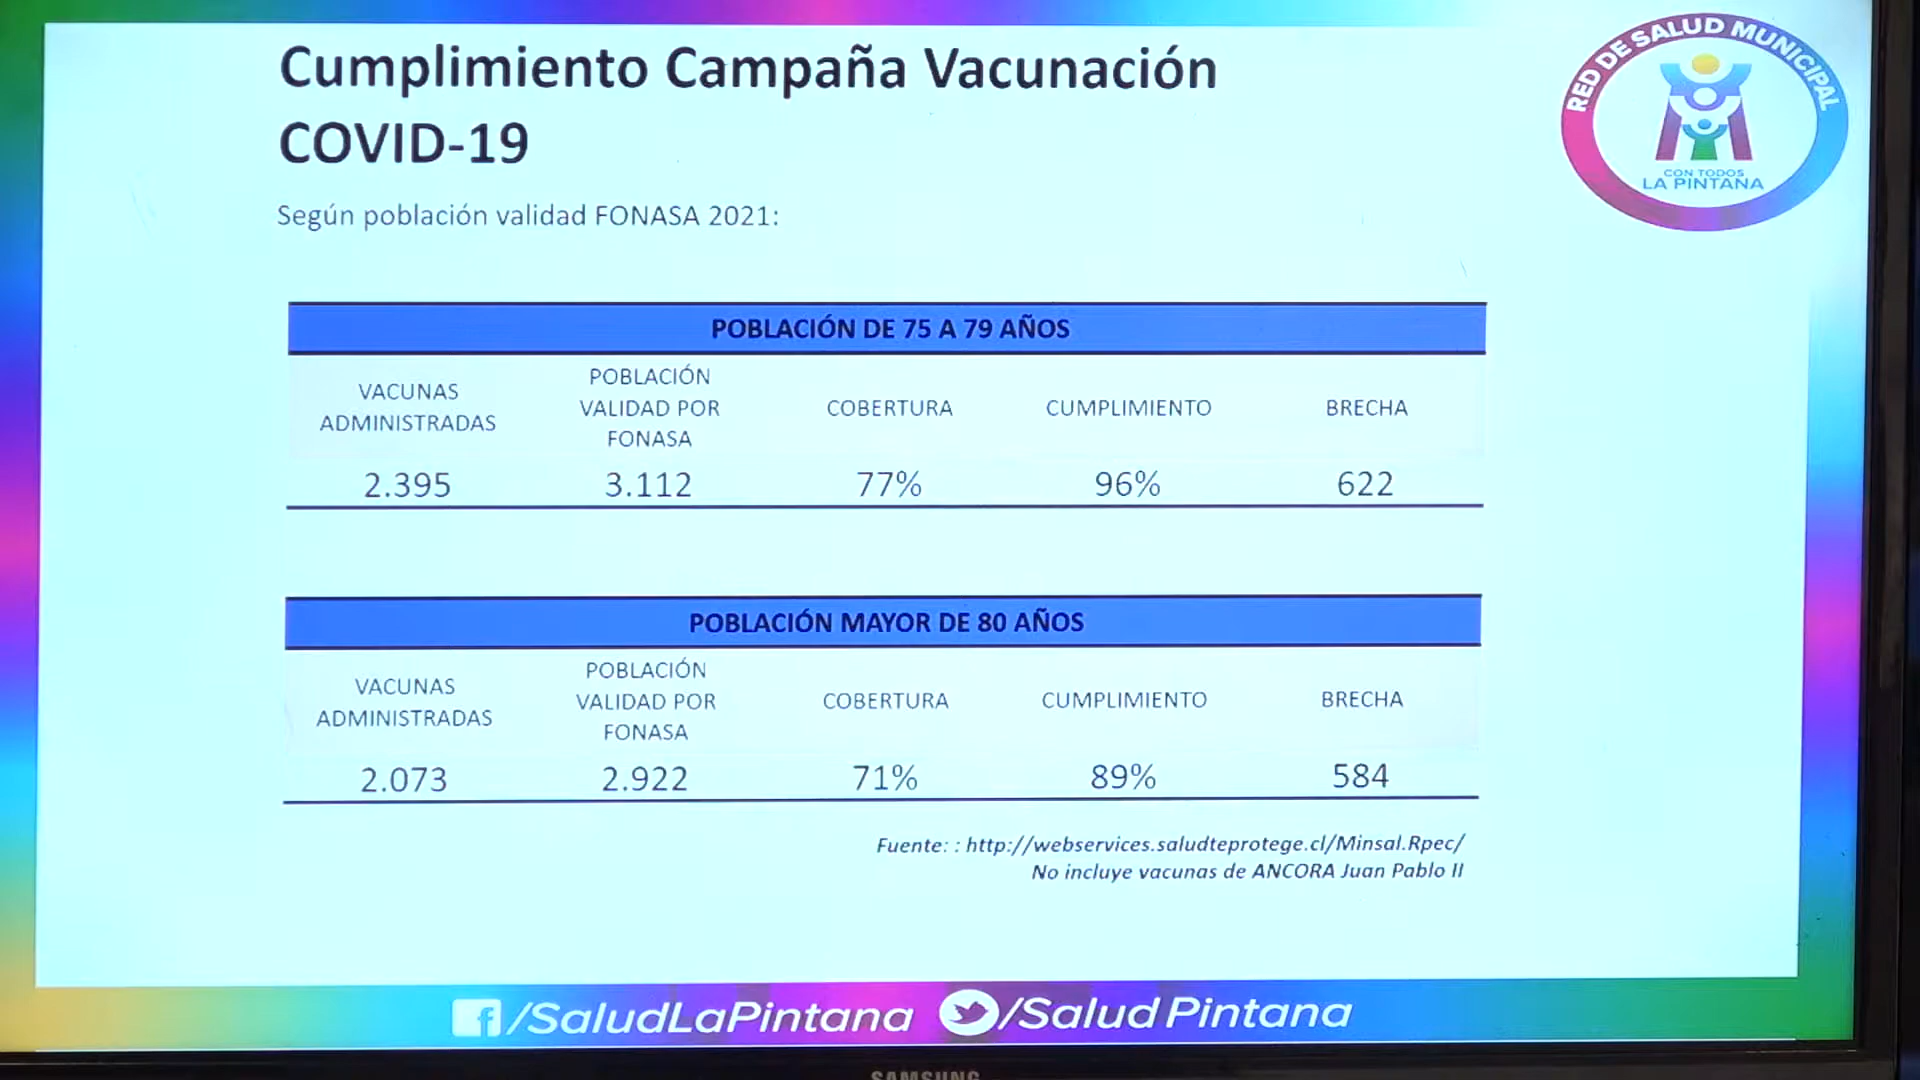 Cumplimiento Campaña Vacunación
COVID-19
RED DE SALUD MUNICIPAL
CON TODOS
LA PINTANA
Según población validad FONASA 2021:
POBLACIÓN DE 75 A 79 AÑOS
VACUNAS
ADMINISTRADAS
POBLACIÓN
VALIDAD POR
FONASA
COBERTURA
CUMPLIMIENTO
BRECHA
2.395 3.112 77% 96% 622
POBLACIÓN MAYOR DE 80 AÑOS
VACUNAS
ADMINISTRADAS
POBLACIÓN
VALIDAD POR
FONASA
COBERTURA
CUMPLIMIENTO
BRECHA
2.073 2.922 71% 89% 584
Fuente: : http://webservices.saludteprotege.cl/Minsal.Rpec/
No incluye vacunas de ANCORA Juan Pablo II
f/SaludLaPintana /Salud Pintana
SAMSUNG